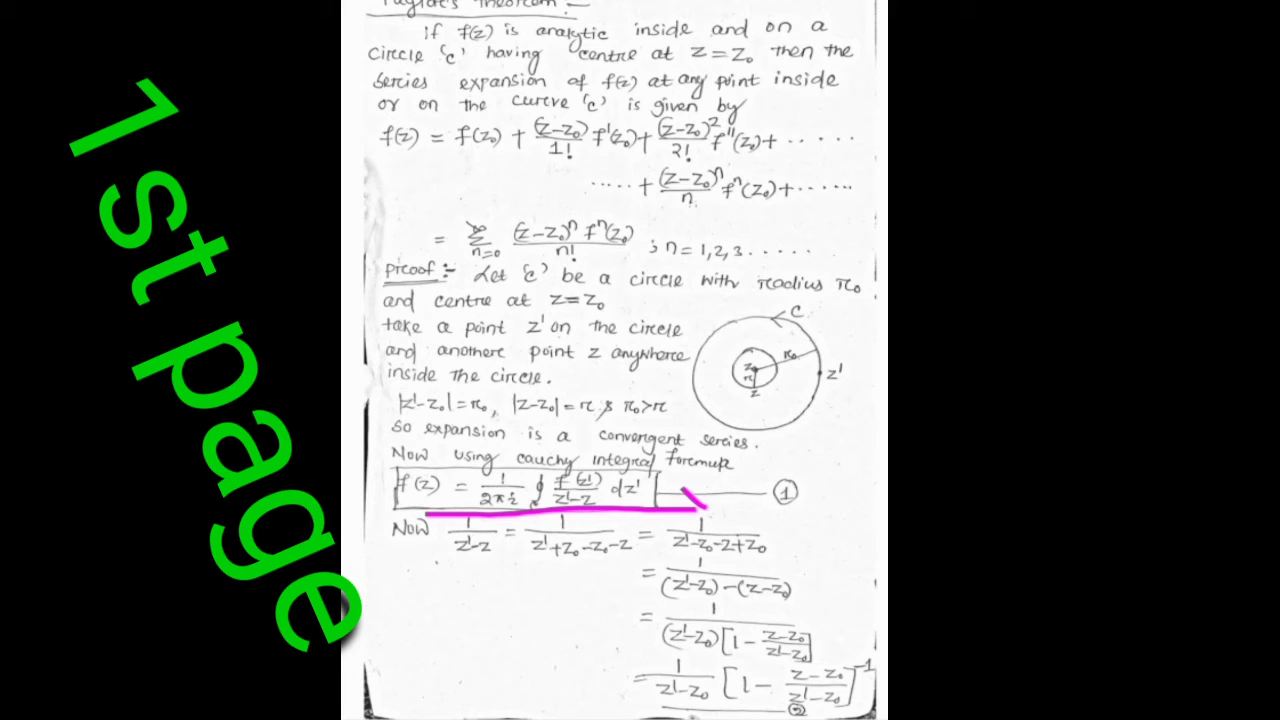 1st page
Taylor's Theorem :-
If f(z) is analytic inside and on a
circle 'c' having centre at z = z₀ then the
series expansion of f(z) at any point inside
or on the curve 'c' is given by
f(z) = f(z₀) + (z-z₀)/1! f'(z₀) + (z-z₀)²/2! f''(z₀) + ......
..... + (z-z₀)ⁿ/n fⁿ(z₀) + ......
= ∞Σn=0 (z-z₀)ⁿ fⁿ(z₀)/n! ; n = 1, 2, 3 ......
Proof :- Let 'c' be a circle with radius r₀
and centre at z = z₀
take a point z' on the circle
and another point z anywhere
inside the circle.
C
r₀
z'
z₀
r
z
|z'-z₀| = r₀, |z-z₀| = r & r₀ > r
so expansion is a convergent series.
Now using cauchy integral formula
f(z) = 1/2πi ∮ f(z')/z'-z dz' ——— ①
Now 1/z'-z = 1/z'+z₀-z₀-z = 1/z'-z₀-z+z₀
= 1/(z'-z₀)-(z-z₀)
= 1/(z'-z₀)[1 - z-z₀/z'-z₀]
= 1/z'-z₀ [1 - z-z₀/z'-z₀]⁻¹
——— ②